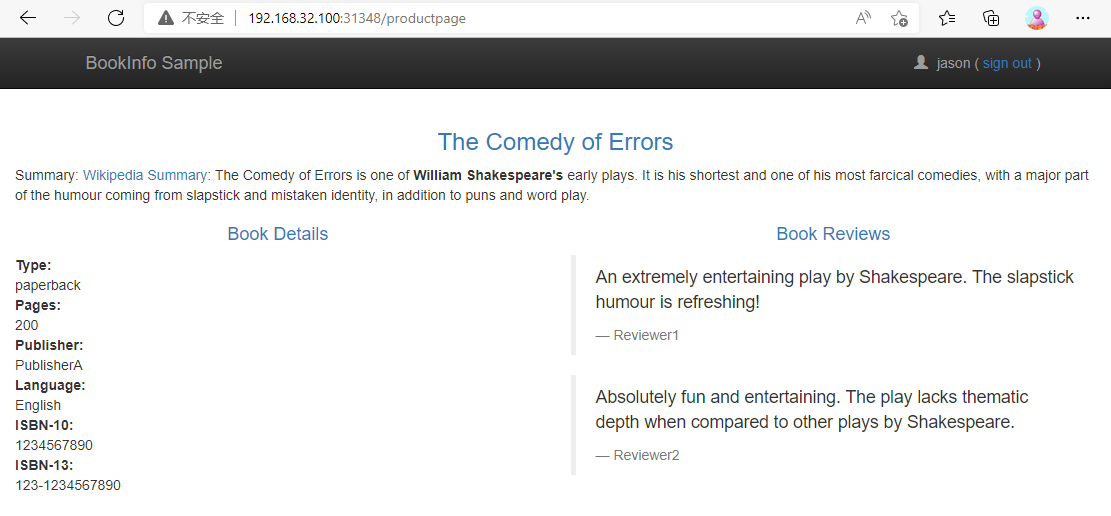 不安全
192.168.32.100:31348/productpage
BookInfo Sample
jason ( sign out )
The Comedy of Errors
Summary: Wikipedia Summary: The Comedy of Errors is one of William Shakespeare's early plays. It is his shortest and one of his most farcical comedies, with a major part
of the humour coming from slapstick and mistaken identity, in addition to puns and word play.
Book Details
Type:
paperback
Pages:
200
Publisher:
PublisherA
Language:
English
ISBN-10:
1234567890
ISBN-13:
123-1234567890
Book Reviews
An extremely entertaining play by Shakespeare. The slapstick
humour is refreshing!
— Reviewer1
Absolutely fun and entertaining. The play lacks thematic
depth when compared to other plays by Shakespeare.
— Reviewer2